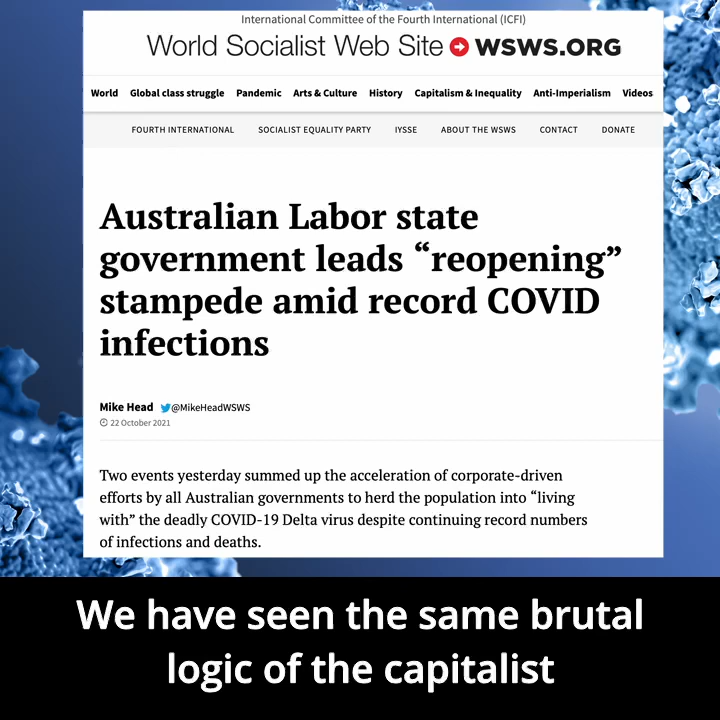 International Committee of the Fourth International (ICFI)
World Socialist Web Site WSWS.ORG
World Global class struggle Pandemic Arts & Culture History Capitalism & Inequality Anti-Imperialism Videos
FOURTH INTERNATIONAL SOCIALIST EQUALITY PARTY IYSSE ABOUT THE WSWS CONTACT DONATE
Australian Labor state
government leads “reopening”
stampede amid record COVID
infections
Mike Head @MikeHeadWSWS
22 October 2021
Two events yesterday summed up the acceleration of corporate-driven
efforts by all Australian governments to herd the population into “living
with” the deadly COVID-19 Delta virus despite continuing record numbers
of infections and deaths.
We have seen the same brutal
logic of the capitalist